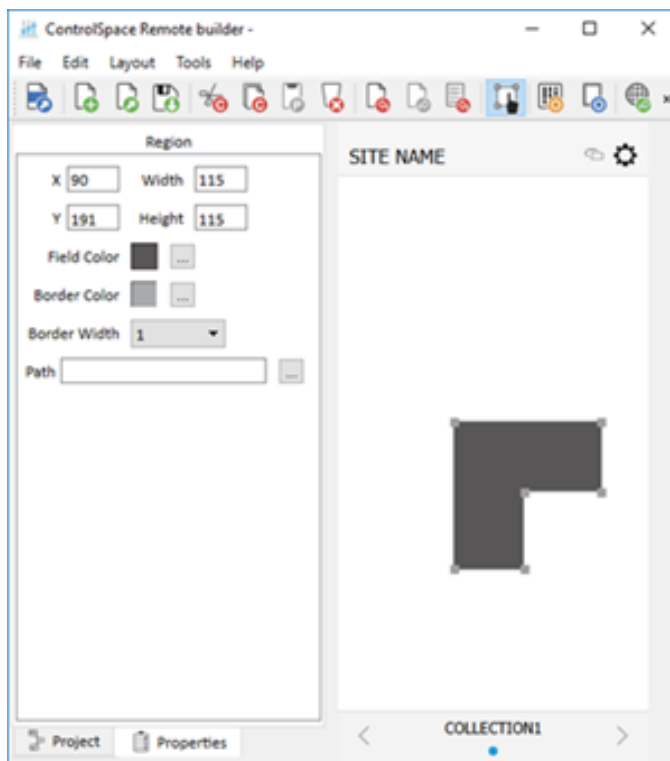 ControlSpace Remote builder -
File Edit Layout Tools Help
Region
X 90 Width 115
Y 191 Height 115
Field Color ...
Border Color ...
Border Width 1
Path ...
SITE NAME
COLLECTION1
Project Properties